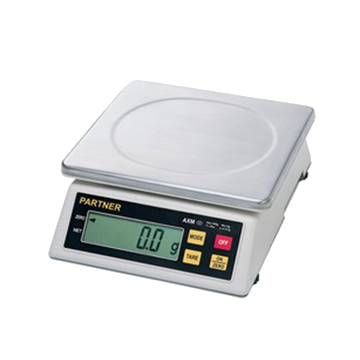 PARTNER
AXM
ZERO
NET
0.0 g
MODE
OFF
TARE
ON
ZERO